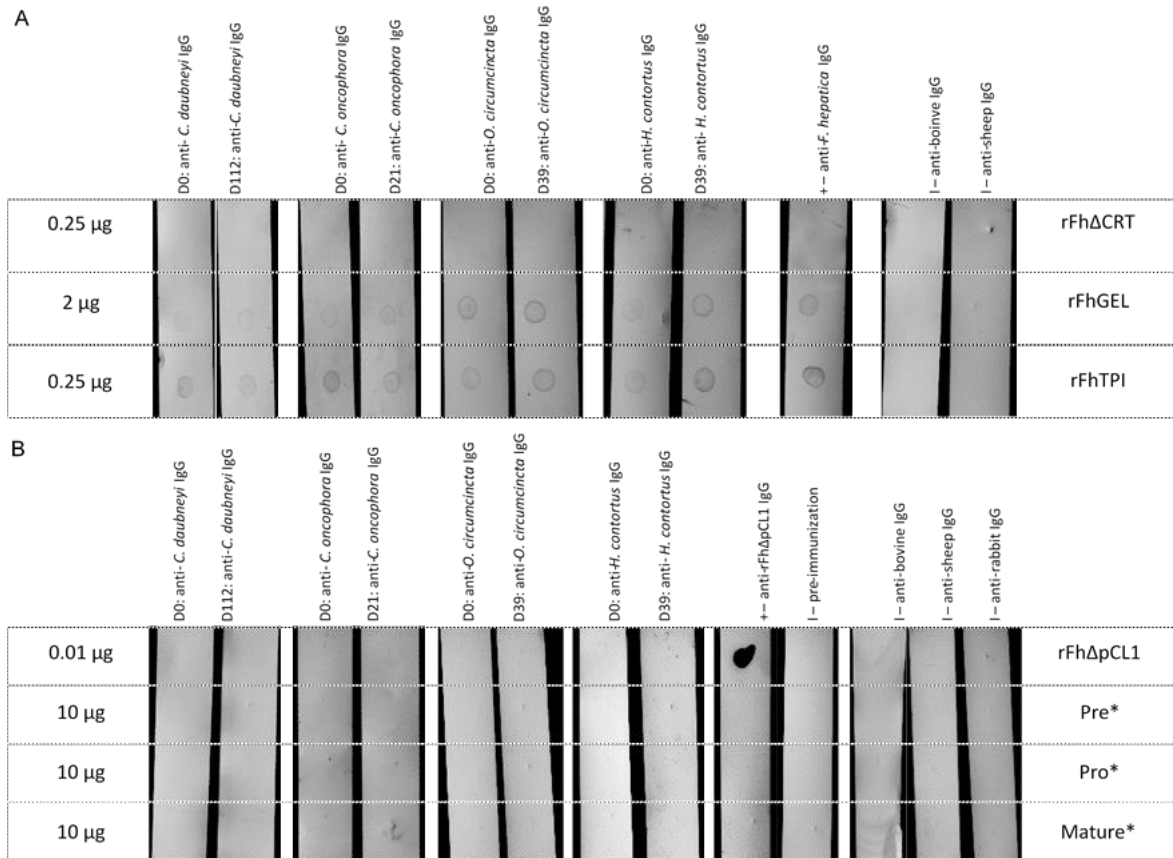 A
D0: anti- C. daubneyi IgG
D112: anti-C. daubneyi IgG
D0: anti- C. oncophora IgG
D21: anti-C. oncophora IgG
D0: anti-O. circumcincta IgG
D39: anti-O. circumcincta IgG
D0: anti-H. contortus IgG
D39: anti- H. contortus IgG
+ – anti-F. hepatica IgG
I – anti-boinve IgG
I – anti-sheep IgG
0.25 µg rFhΔCRT
2 µg rFhGEL
0.25 µg rFhTPI
B
D0: anti- C. daubneyi IgG
D112: anti-C. daubneyi IgG
D0: anti- C. oncophora IgG
D21: anti-C. oncophora IgG
D0: anti-O. circumcincta IgG
D39: anti-O. circumcincta IgG
D0: anti-H. contortus IgG
D39: anti- H. contortus IgG
+ – anti-rFhΔpCL1 IgG
I – pre-immunization
I – anti-bovine IgG
I – anti-sheep IgG
I – anti-rabbit IgG
0.01 µg rFhΔpCL1
10 µg Pre*
10 µg Pro*
10 µg Mature*